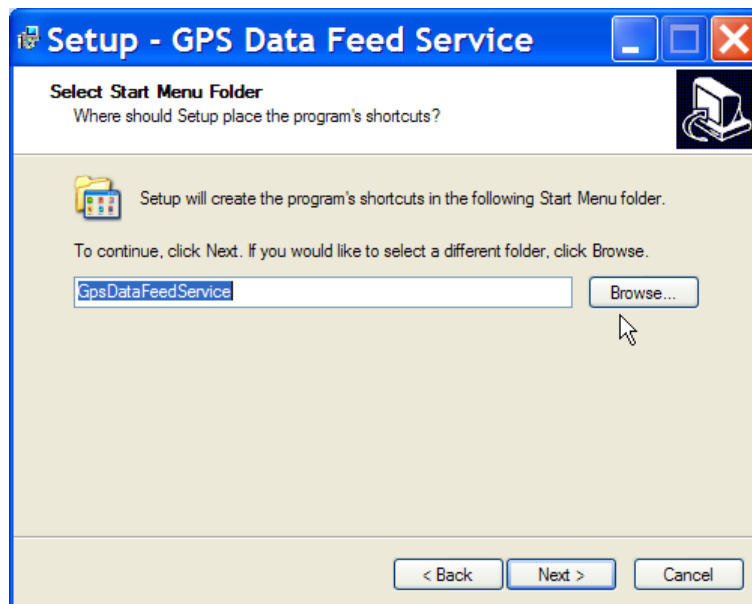 Setup - GPS Data Feed Service
Select Start Menu Folder
Where should Setup place the program's shortcuts?
Setup will create the program's shortcuts in the following Start Menu folder.
To continue, click Next. If you would like to select a different folder, click Browse.
GpsDataFeedService
Browse...
< Back
Next >
Cancel